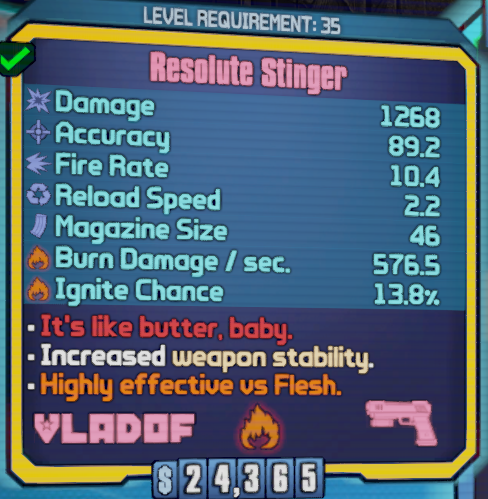 LEVEL REQUIREMENT: 35
Resolute Stinger
Damage 1268
Accuracy 89.2
Fire Rate 10.4
Reload Speed 2.2
Magazine Size 46
Burn Damage / sec. 576.5
Ignite Chance 13.8%
- It's like butter, baby.
- Increased weapon stability.
- Highly effective vs Flesh.
VLADOF
$ 24,365